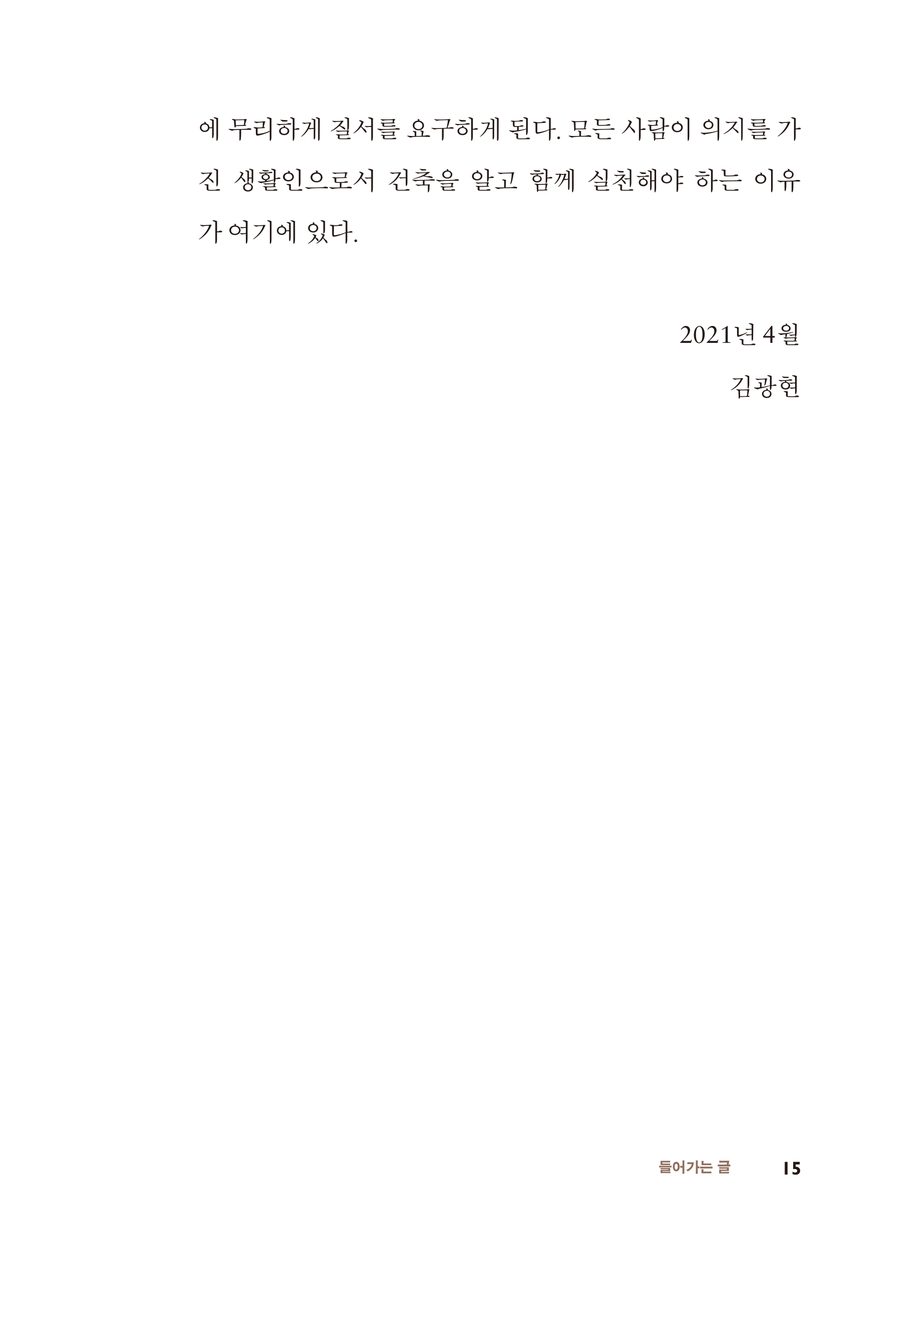 에 무리하게 질서를 요구하게 된다. 모든 사람이 의지를 가
진 생활인으로서 건축을 알고 함께 실천해야 하는 이유
가 여기에 있다.
2021년 4월
김광현
들어가는 글 15